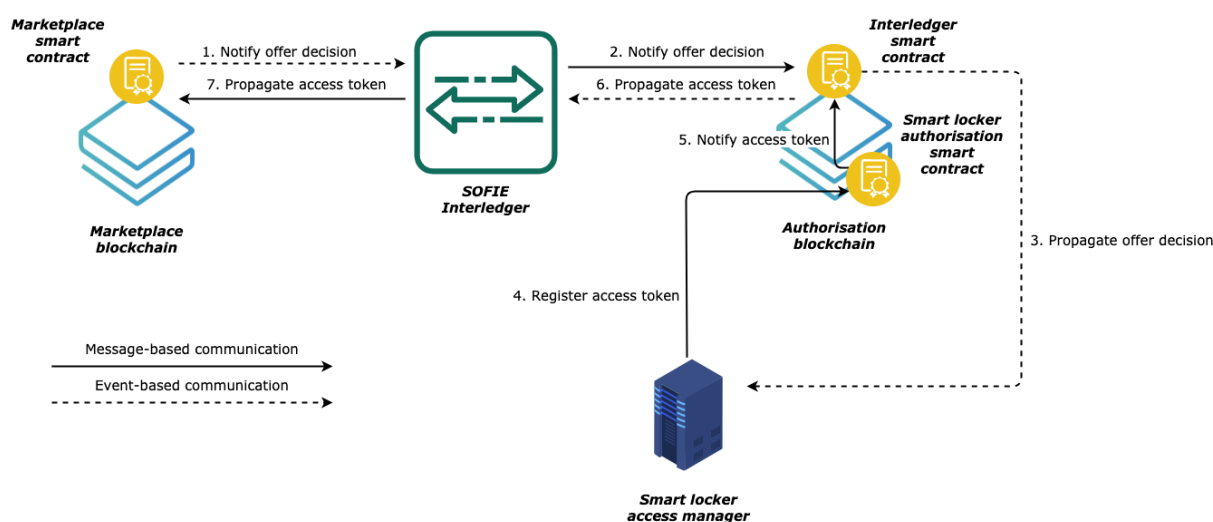 Marketplace
smart
contract
1. Notify offer decision
7. Propagate access token
SOFIE
Interledger
2. Notify offer decision
6. Propagate access token
Interledger
smart
contract
5. Notify access token
Smart locker
authorisation
smart
contract
Marketplace
blockchain
Authorisation
blockchain
3. Propagate offer decision
4. Register access token
Message-based communication
Event-based communication
Smart locker
access manager